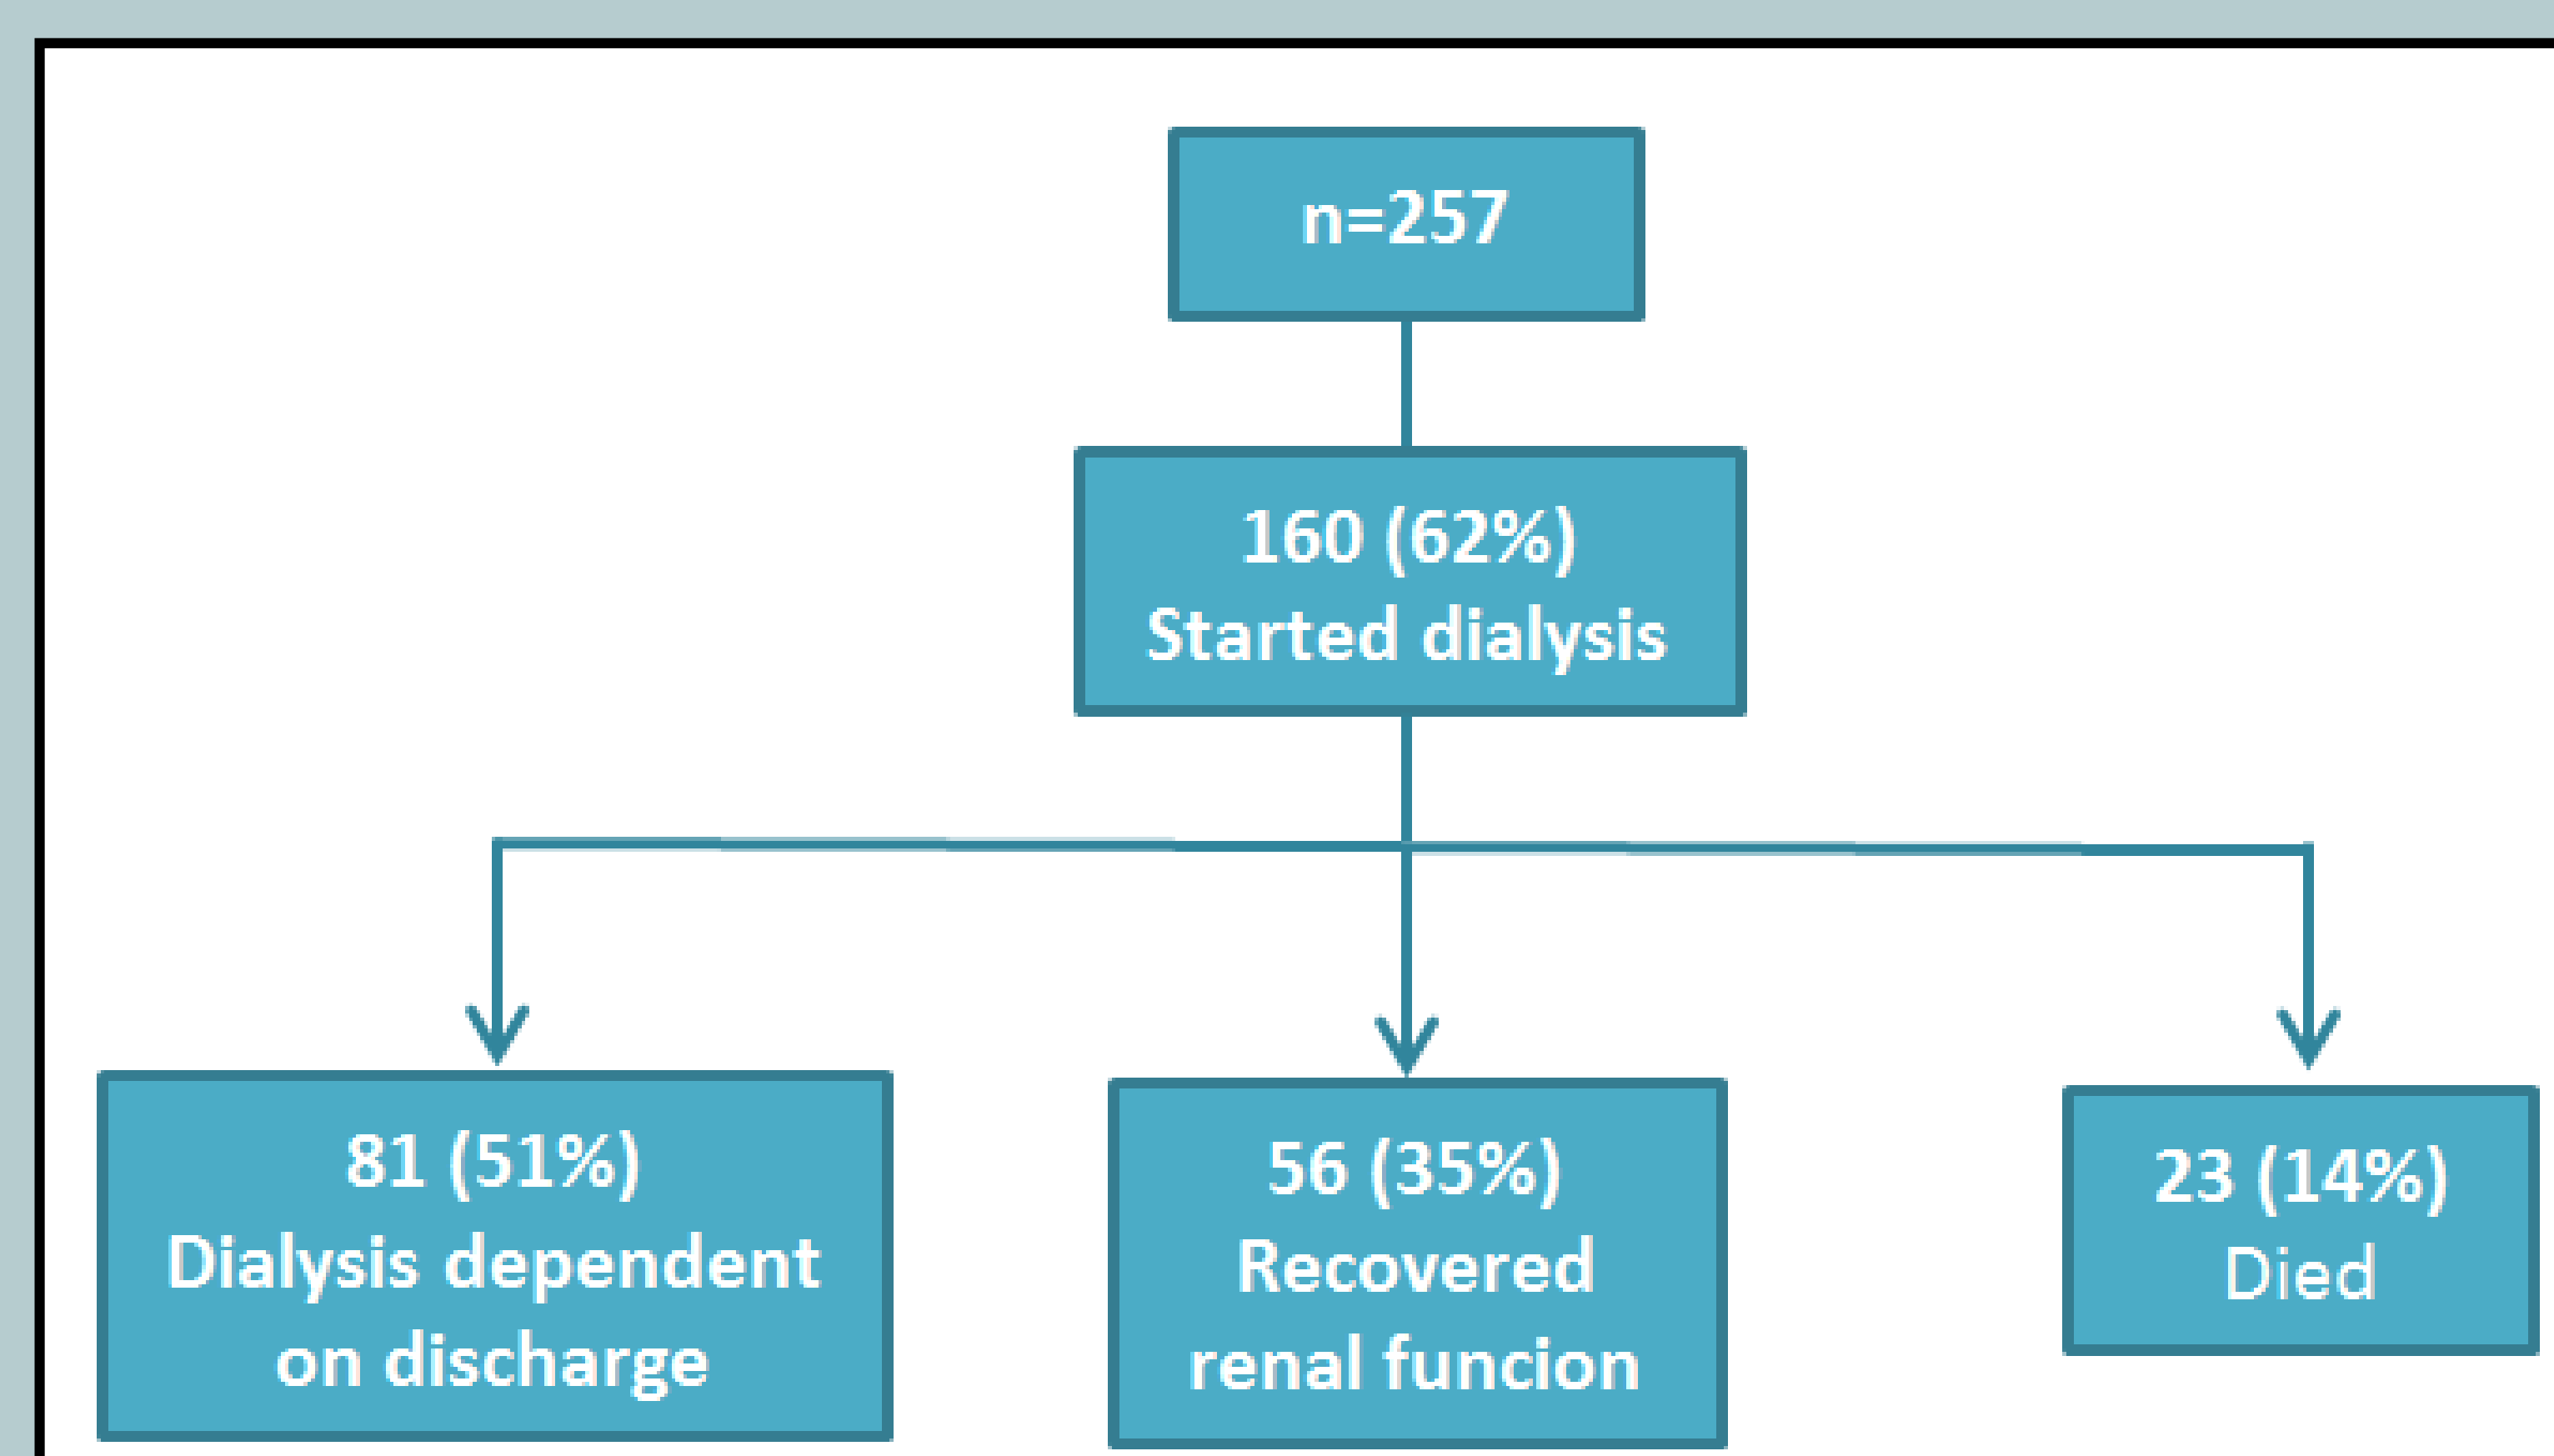 n=257
160 (62%)
Started dialysis
81 (51%)
Dialysis dependent
on discharge
56 (35%)
Recovered
renal funcion
23 (14%)
Died